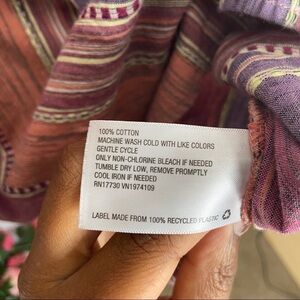 100% COTTON
MACHINE WASH COLD WITH LIKE COLORS
GENTLE CYCLE
ONLY NON-CHLORINE BLEACH IF NEEDED
TUMBLE DRY LOW, REMOVE PROMPTLY
COOL IRON IF NEEDED
RN17730 VN1974109
LABEL MADE FROM 100% RECYCLED PLASTIC